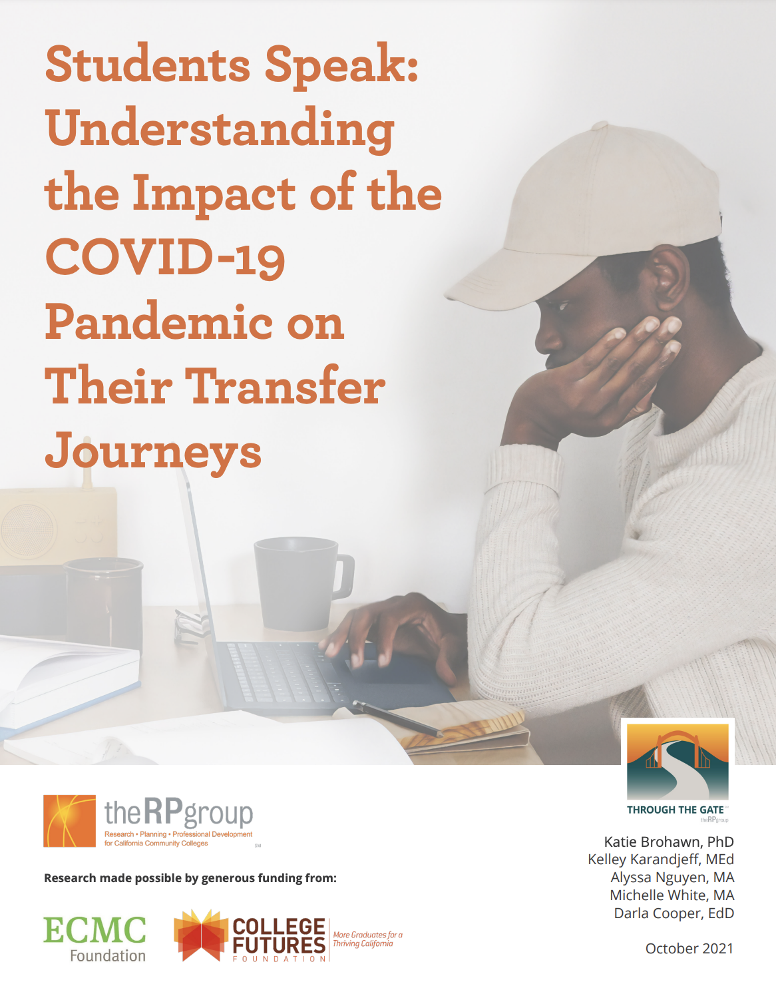 Students Speak:
Understanding
the Impact of the
COVID-19
Pandemic on
Their Transfer
Journeys
theRPgroup
Research • Planning • Professional Development
for California Community Colleges
SM
Research made possible by generous funding from:
ECMC
Foundation
COLLEGE
FUTURES
FOUNDATION
More Graduates for a
Thriving California
THROUGH THE GATE
theRPgroup
Katie Brohawn, PhD
Kelley Karandjeff, MEd
Alyssa Nguyen, MA
Michelle White, MA
Darla Cooper, EdD
October 2021